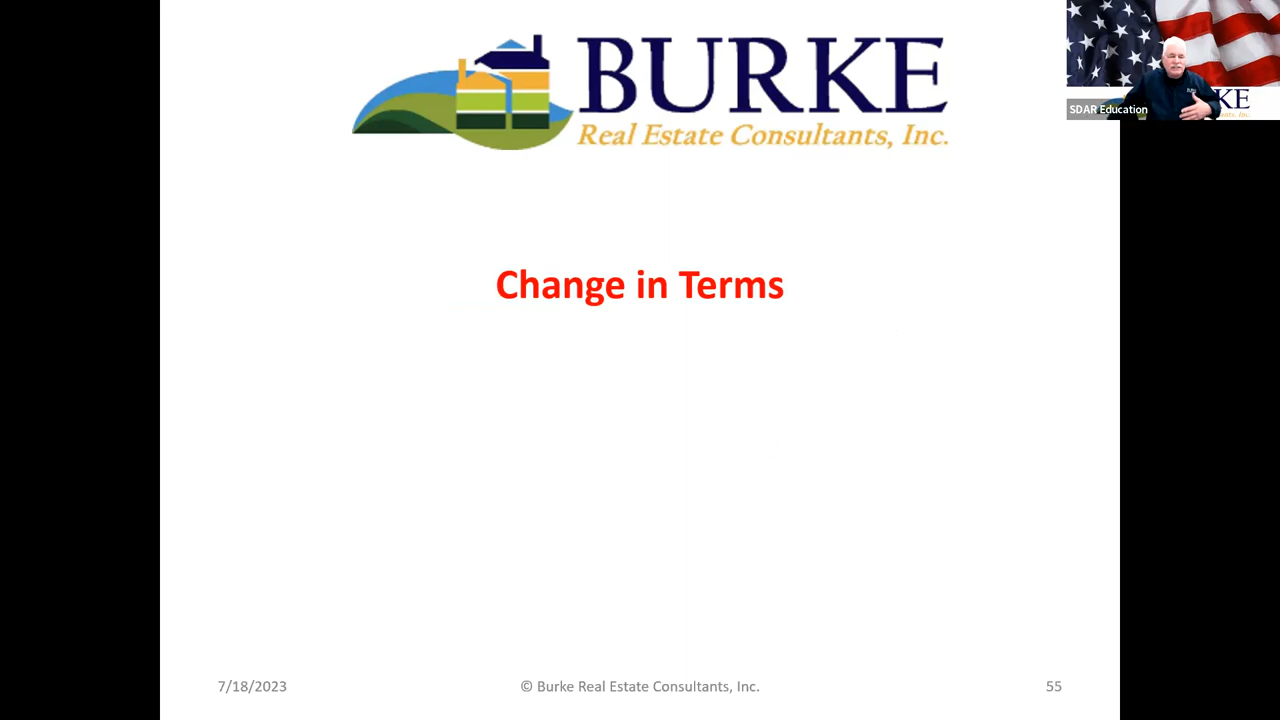 BURKE
Real Estate Consultants, Inc.
SDAR Education
KE
Change in Terms
7/18/2023
© Burke Real Estate Consultants, Inc.
55